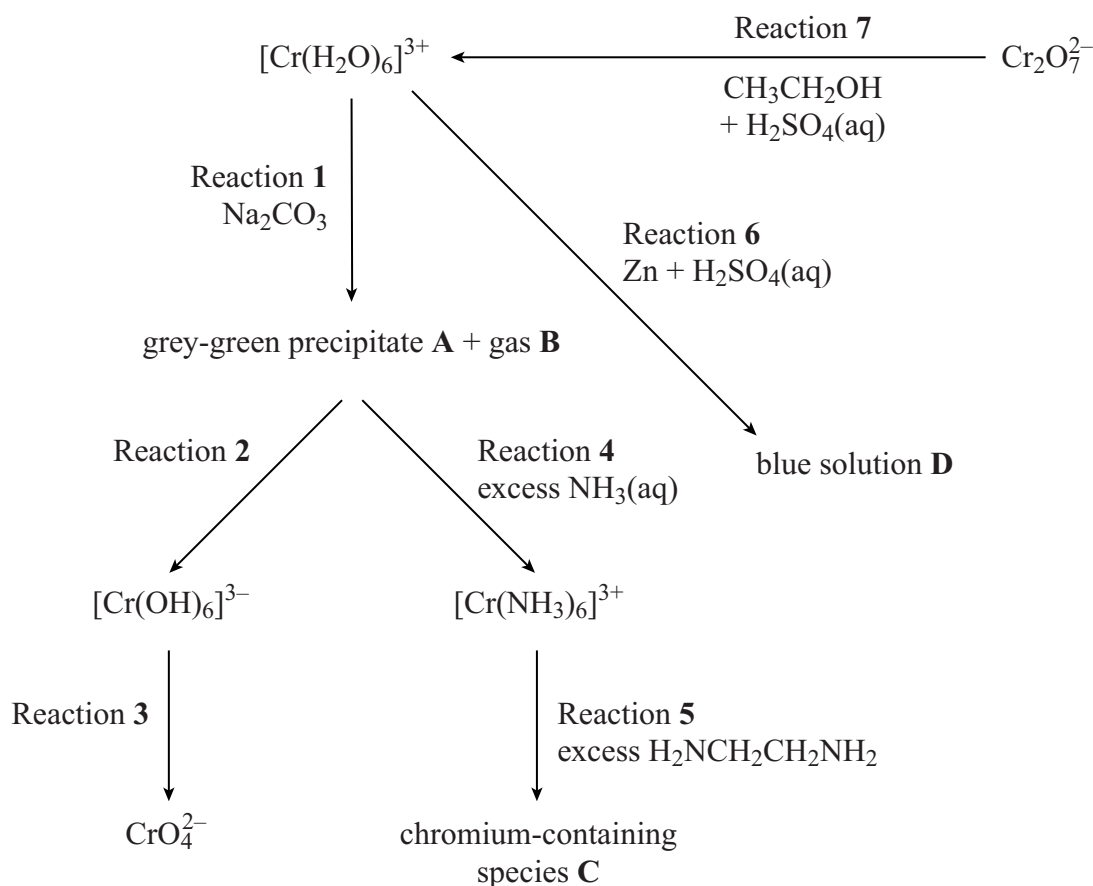 Reaction 7
[Cr(H₂O)₆]³⁺
Cr₂O₇²⁻
CH₃CH₂OH
+ H₂SO₄(aq)
Reaction 1
Na₂CO₃
Reaction 6
Zn + H₂SO₄(aq)
grey-green precipitate A + gas B
Reaction 2
Reaction 4
excess NH₃(aq)
blue solution D
[Cr(OH)₆]³⁻
[Cr(NH₃)₆]³⁺
Reaction 3
Reaction 5
excess H₂NCH₂CH₂NH₂
CrO₄²⁻
chromium-containing
species C